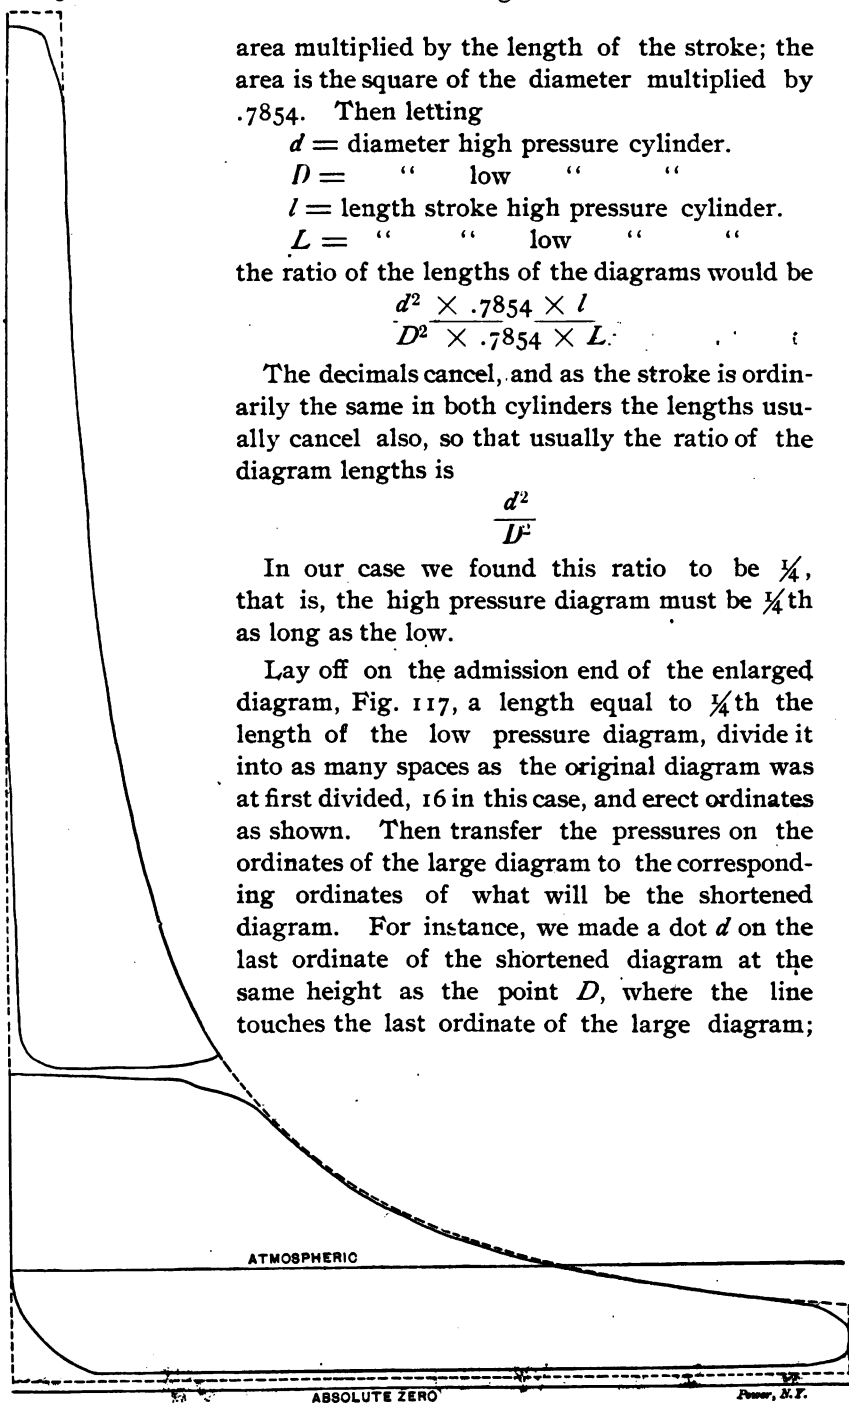 area multiplied by the length of the stroke; the
area is the square of the diameter multiplied by
.7854. Then letting
d = diameter high pressure cylinder.
D = “ low “ “
l = length stroke high pressure cylinder.
L = “ “ low “ “
the ratio of the lengths of the diagrams would be
d² × .7854 × l
D² × .7854 × L.
The decimals cancel, and as the stroke is ordin-
arily the same in both cylinders the lengths usu-
ally cancel also, so that usually the ratio of the
diagram lengths is
d²
D²
In our case we found this ratio to be ¼,
that is, the high pressure diagram must be ¼th
as long as the low.
Lay off on the admission end of the enlarged
diagram, Fig. 117, a length equal to ¼th the
length of the low pressure diagram, divide it
into as many spaces as the original diagram was
at first divided, 16 in this case, and erect ordinates
as shown. Then transfer the pressures on the
ordinates of the large diagram to the correspond-
ing ordinates of what will be the shortened
diagram. For instance, we made a dot d on the
last ordinate of the shortened diagram at the
same height as the point D, where the line
touches the last ordinate of the large diagram;
ATMOSPHERIC
ABSOLUTE ZERO
Power, N.Y.